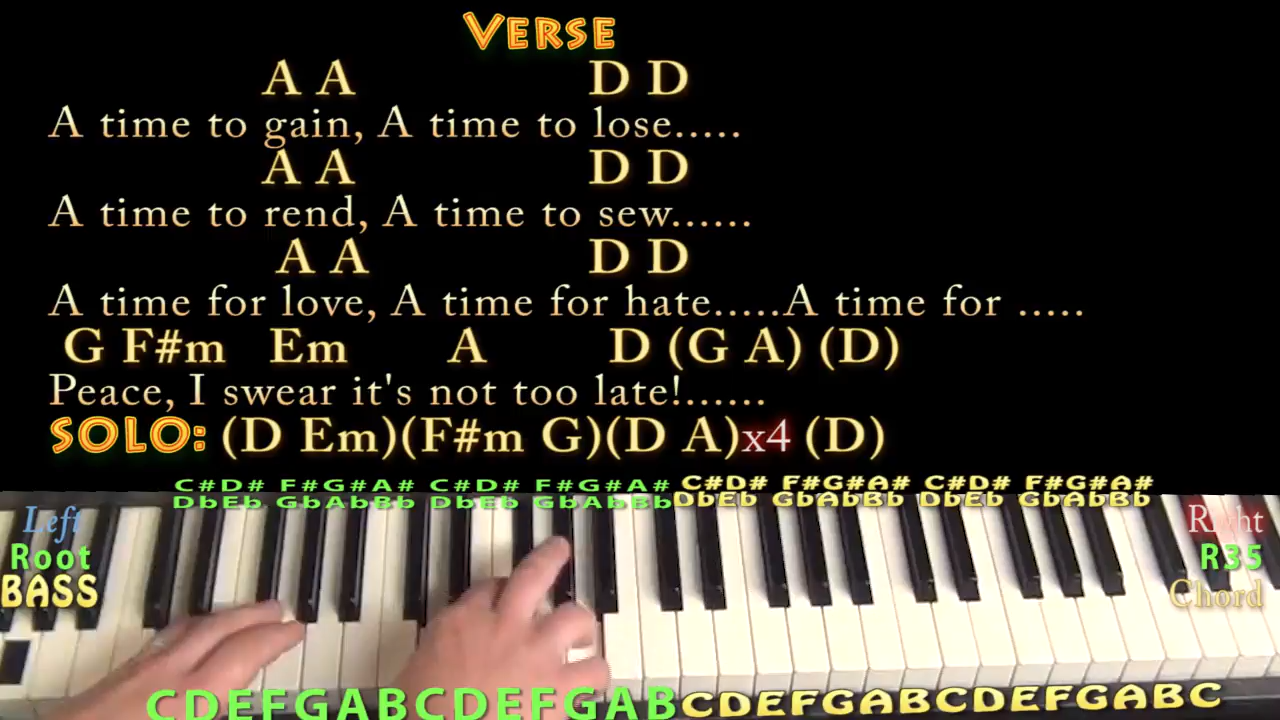 VERSE
A A D D
A time to gain, A time to lose.....
A A D D
A time to rend, A time to sew......
A A D D
A time for love, A time for hate.....A time for .....
G F#m Em A D (G A) (D)
Peace, I swear it's not too late!......
SOLO: (D Em)(F#m G)(D A)x4 (D)
C#D# F#G#A# C#D# F#G#A# C#D# F#G#A# C#D# F#G#A#
DbEb GbAbBb DbEb GbAbBb DbEb GbAbBb DbEb GbAbBb
Left Right
Root R35
BASS Chord
CDEFGABCDEFGABCDEFGABCDEFGABC